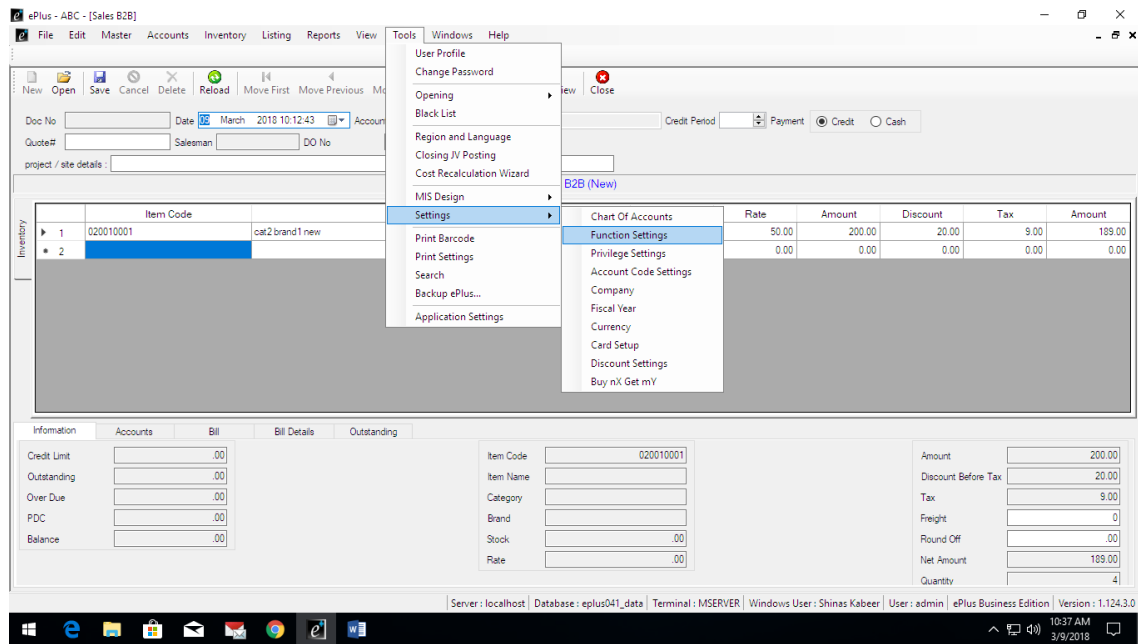 ePlus - ABC - [Sales B2B]
File Edit Master Accounts Inventory Listing Reports View Tools Windows Help
New Open Save Cancel Delete Reload Move First Move Previous Close
User Profile
Change Password
Opening
Black List
Region and Language
Closing JV Posting
Cost Recalculation Wizard
MIS Design
Settings
Print Barcode
Print Settings
Search
Backup ePlus...
Application Settings
Chart Of Accounts
Function Settings
Privilege Settings
Account Code Settings
Company
Fiscal Year
Currency
Card Setup
Discount Settings
Buy nX Get mY
Doc No Date 09 March 2018 10:12:43 Credit Period Payment Credit Cash
Quote# Salesman DO No
project / site details :
B2B (New)
Inventory
Item Code Rate Amount Discount Tax Amount
1 020010001 cat2 brand1 new 50.00 200.00 20.00 9.00 189.00
2 0.00 0.00 0.00 0.00 0.00
Information Accounts Bill Bill Details Outstanding
Credit Limit .00
Outstanding .00
Over Due .00
PDC .00
Balance .00
Item Code 020010001
Item Name
Category
Brand
Stock .00
Rate .00
Amount 200.00
Discount Before Tax 20.00
Tax 9.00
Freight 0
Round Off .00
Net Amount 189.00
Quantity 4
Server : localhost Database : eplus041_data Terminal : MSERVER Windows User : Shinas Kabeer User : admin ePlus Business Edition Version : 1.124.3.0
10:37 AM
3/9/2018